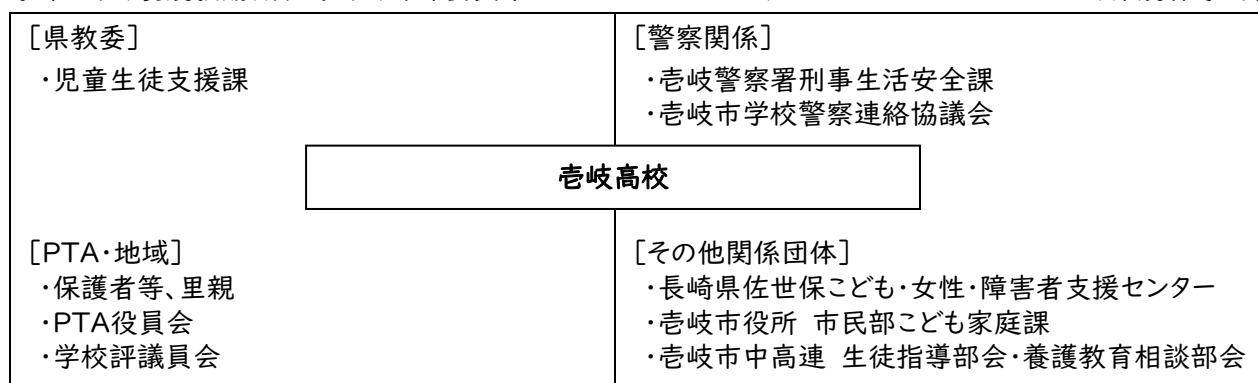 ［県教委］
・児童生徒支援課
［警察関係］
・壱岐警察署刑事生活安全課
・壱岐市学校警察連絡協議会
壱岐高校
［PTA・地域］
・保護者等、里親
・PTA役員会
・学校評議員会
［その他関係団体］
・長崎県佐世保こども・女性・障害者支援センター
・壱岐市役所 市民部こども家庭課
・壱岐市中高連 生徒指導部会・養護教育相談部会